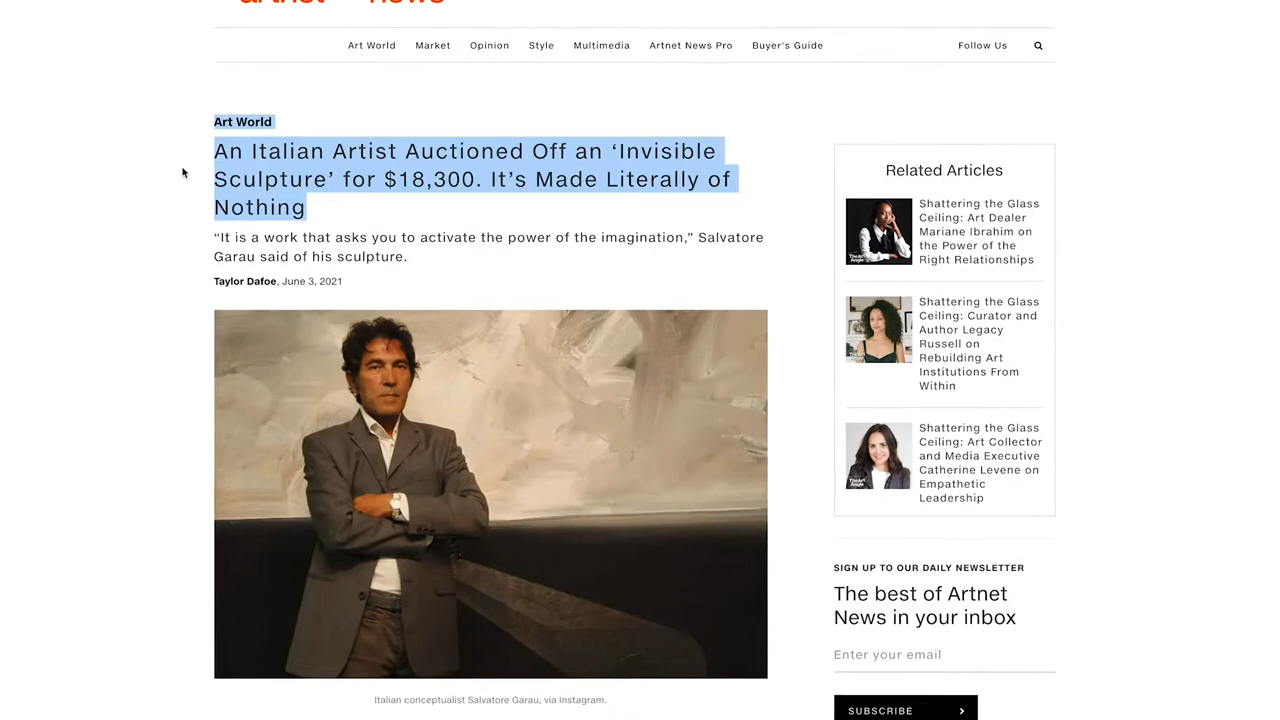 artnet news
Art World Market Opinion Style Multimedia Artnet News Pro Buyer's Guide Follow Us
Art World
An Italian Artist Auctioned Off an ‘Invisible
Sculpture’ for $18,300. It’s Made Literally of
Nothing
“It is a work that asks you to activate the power of the imagination,” Salvatore
Garau said of his sculpture.
Taylor Dafoe, June 3, 2021
Italian conceptualist Salvatore Garau, via Instagram.
Related Articles
Shattering the Glass
Ceiling: Art Dealer
Mariane Ibrahim on
the Power of the
Right Relationships
Shattering the Glass
Ceiling: Curator and
Author Legacy
Russell on
Rebuilding Art
Institutions From
Within
Shattering the Glass
Ceiling: Art Collector
and Media Executive
Catherine Levene on
Empathetic
Leadership
SIGN UP TO OUR DAILY NEWSLETTER
The best of Artnet
News in your inbox
Enter your email
SUBSCRIBE